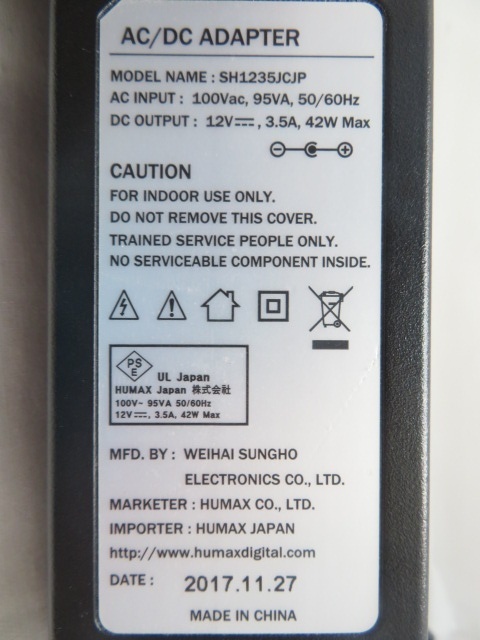 AC/DC ADAPTER
MODEL NAME : SH1235JCJP
AC INPUT : 100Vac, 95VA, 50/60Hz
DC OUTPUT : 12V⎓, 3.5A, 42W Max
CAUTION
FOR INDOOR USE ONLY.
DO NOT REMOVE THIS COVER.
TRAINED SERVICE PEOPLE ONLY.
NO SERVICEABLE COMPONENT INSIDE.
PS
E
UL Japan
HUMAX Japan 株式会社
100V~ 95VA 50/60Hz
12V⎓, 3.5A, 42W Max
MFD. BY : WEIHAI SUNGHO
ELECTRONICS CO., LTD.
MARKETER : HUMAX CO., LTD.
IMPORTER : HUMAX JAPAN
http://www.humaxdigital.com
DATE : 2017.11.27
MADE IN CHINA